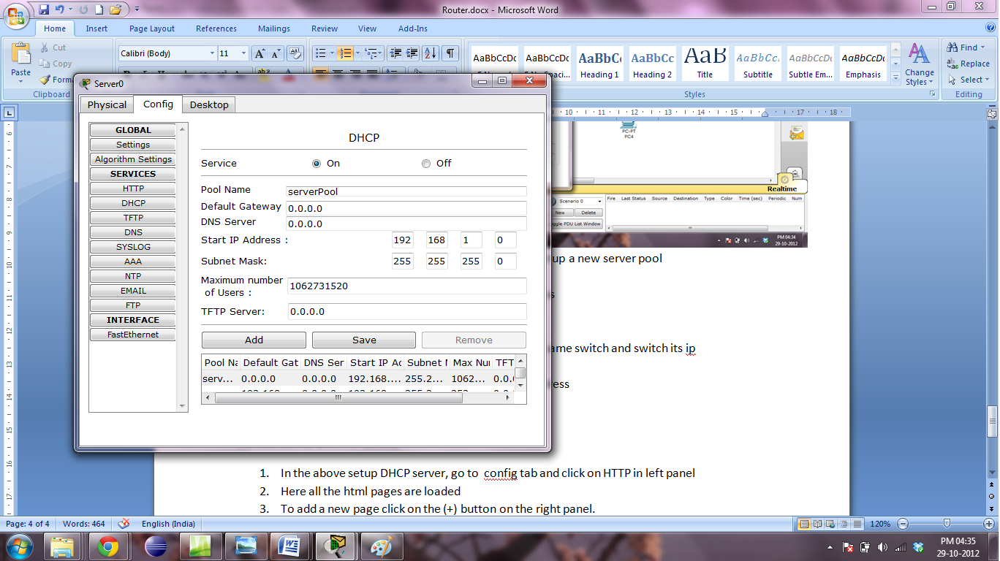 Router.docx - Microsoft Word
Home Insert Page Layout References Mailings Review View Add-Ins
Cut
Copy
Paste
Calibri (Body) 11
AaBbCcDc AaBbCcDc AaBbCc AaBbCc AaB AaBbCc. AaBbCcDc AaBbCcDc
Heading 1 Heading 2 Title Subtitle Subtle Em... Emphasis
Change Styles
Find
Replace
Select
Clipboard Styles Editing
Server0
Physical Config Desktop
GLOBAL
Settings
Algorithm Settings
SERVICES
HTTP
DHCP
TFTP
DNS
SYSLOG
AAA
NTP
EMAIL
FTP
INTERFACE
FastEthernet
DHCP
Service On Off
Pool Name serverPool
Default Gateway 0.0.0.0
DNS Server 0.0.0.0
Start IP Address : 192 168 1 0
Subnet Mask: 255 255 255 0
Maximum number of Users : 1062731520
TFTP Server: 0.0.0.0
Add Save Remove
Pool Na Default Gat DNS Ser Start IP Ac Subnet M Max Nur TFT
serv... 0.0.0.0 0.0.0.0 192.168.... 255.2... 1062... 0.0.(
10 11 12 13 14 15 17 18
PC-PT
PC4
Realtime
Scenario 0
New Delete
Fire Last Status Source Destination Type Color Time (sec) Periodic Num
ggle PDU List Window
PM 04:34
29-10-2012
up a new server pool
s
ame switch and switch its ip
ress
1. In the above setup DHCP server, go to config tab and click on HTTP in left panel
2. Here all the html pages are loaded
3. To add a new page click on the (+) button on the right panel.
Page: 4 of 4 Words: 464 English (India) 120%
PM 04:35
29-10-2012